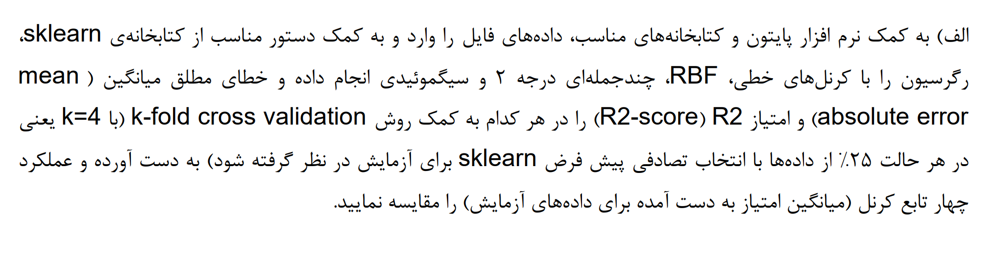 الف) به کمک نرم افزار پایتون و کتابخانه‌های مناسب، داده‌های فایل را وارد و به کمک دستور مناسب از کتابخانه‌ی sklearn،
رگرسیون را با کرنل‌های خطی، RBF، چندجمله‌ای درجه ۲ و سیگموئیدی انجام داده و خطای مطلق میانگین ( mean
absolute error) و امتیاز R2 (R2-score) را در هر کدام به کمک روش k-fold cross validation (با k=4 یعنی
در هر حالت ۲۵٪ از داده‌ها با انتخاب تصادفی پیش فرض sklearn برای آزمایش در نظر گرفته شود) به دست آورده و عملکرد
چهار تابع کرنل (میانگین امتیاز به دست آمده برای داده‌های آزمایش) را مقایسه نمایید.